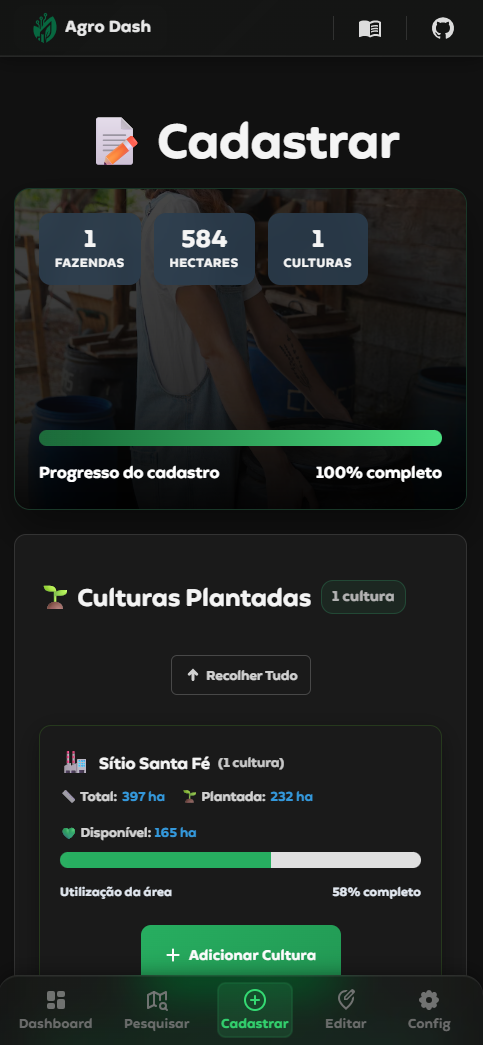 Agro Dash
Cadastrar
1
FAZENDAS
584
HECTARES
1
CULTURAS
Progresso do cadastro
100% completo
Culturas Plantadas
1 cultura
Recolher Tudo
Sítio Santa Fé (1 cultura)
Total: 397 ha Plantada: 232 ha
Disponível: 165 ha
Utilização da área
58% completo
Adicionar Cultura
Dashboard
Pesquisar
Cadastrar
Editar
Config